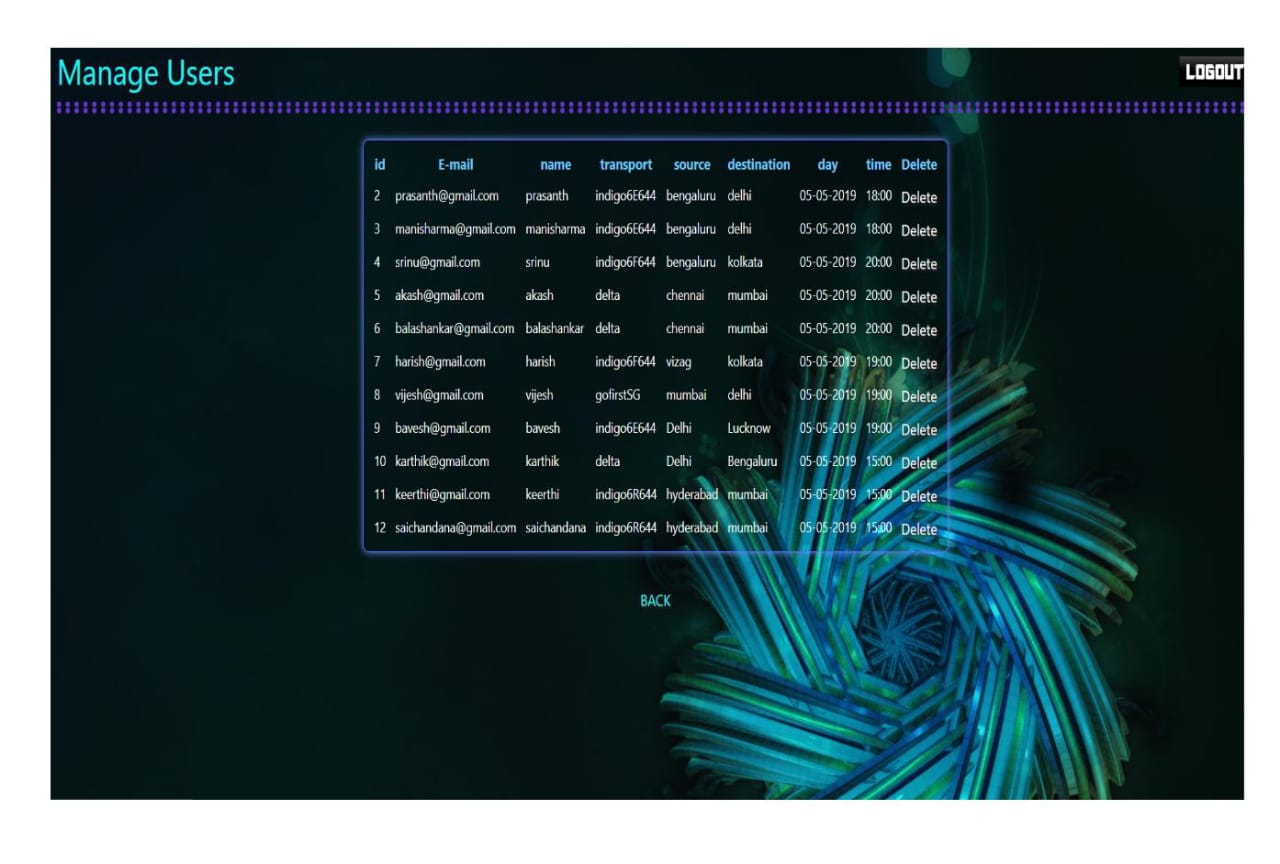 Manage Users
LOGOUT
id E-mail name transport source destination day time Delete
2 prasanth@gmail.com prasanth indigo6E644 bengaluru delhi 05-05-2019 18:00 Delete
3 manisharma@gmail.com manisharma indigo6E644 bengaluru delhi 05-05-2019 18:00 Delete
4 srinu@gmail.com srinu indigo6F644 bengaluru kolkata 05-05-2019 20:00 Delete
5 akash@gmail.com akash delta chennai mumbai 05-05-2019 20:00 Delete
6 balashankar@gmail.com balashankar delta chennai mumbai 05-05-2019 20:00 Delete
7 harish@gmail.com harish indigo6F644 vizag kolkata 05-05-2019 19:00 Delete
8 vijesh@gmail.com vijesh gofirstSG mumbai delhi 05-05-2019 19:00 Delete
9 bavesh@gmail.com bavesh indigo6E644 Delhi Lucknow 05-05-2019 19:00 Delete
10 karthik@gmail.com karthik delta Delhi Bengaluru 05-05-2019 15:00 Delete
11 keerthi@gmail.com keerthi indigo6R644 hyderabad mumbai 05-05-2019 15:00 Delete
12 saichandana@gmail.com saichandana indigo6R644 hyderabad mumbai 05-05-2019 15:00 Delete
BACK